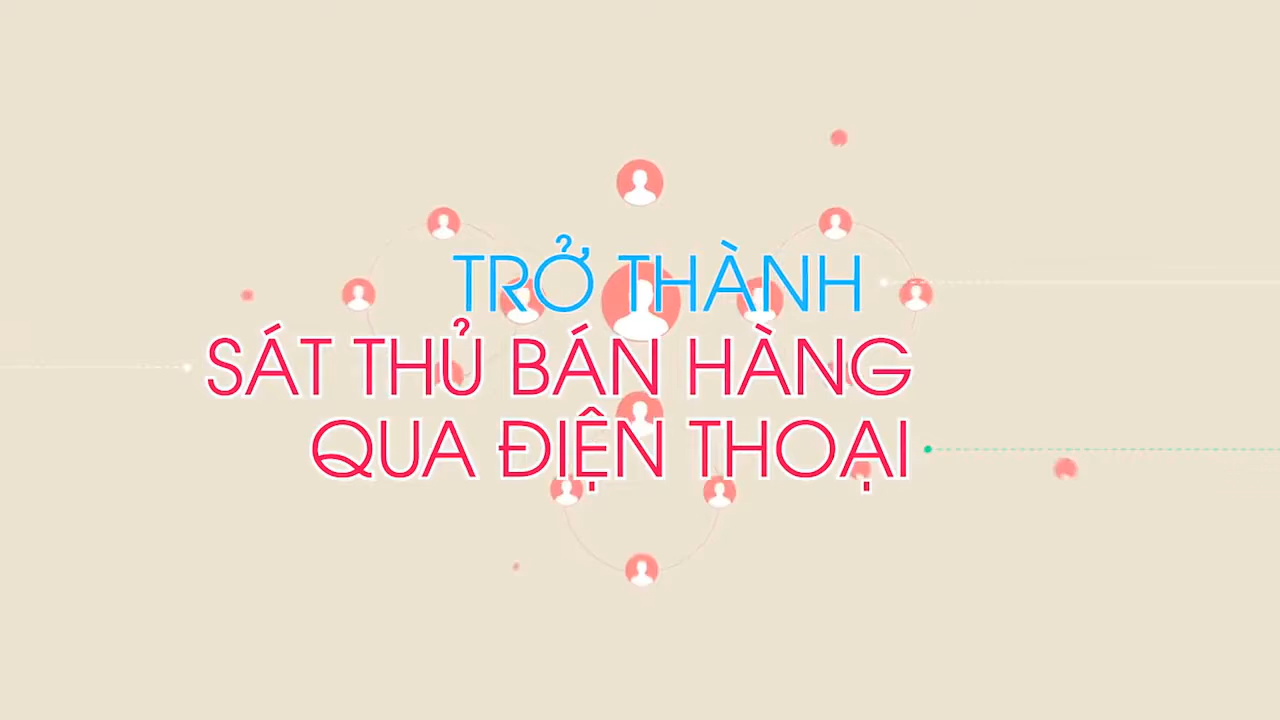 TRỞ THÀNH
SÁT THỦ BÁN HÀNG
QUA ĐIỆN THOẠI